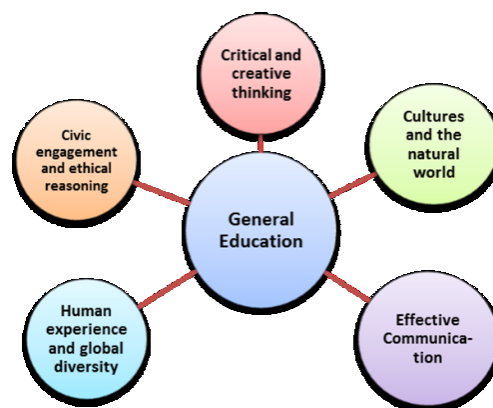 Critical and
creative
thinking
Cultures
and the
natural
world
Civic
engagement
and ethical
reasoning
General
Education
Human
experience
and global
diversity
Effective
Communica-
tion